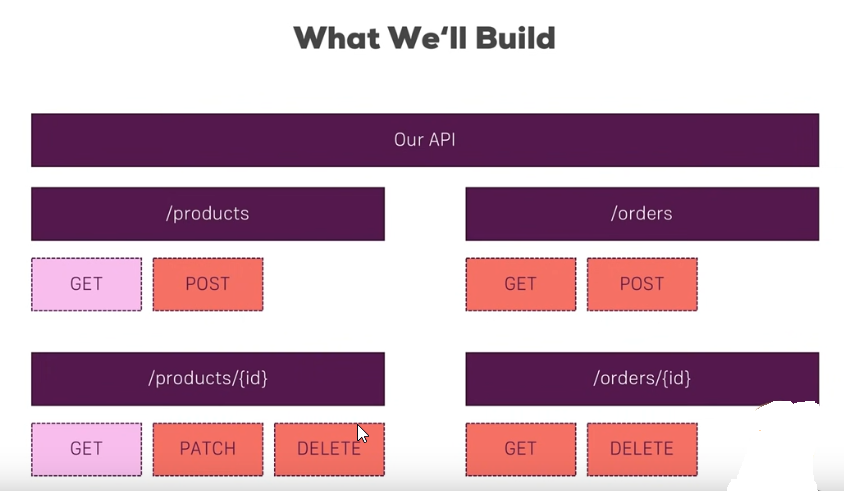 What We‘ll Build
Our API
/products
/orders
GET POST
GET POST
/products/{id}
/orders/{id}
GET PATCH DELETE
GET DELETE